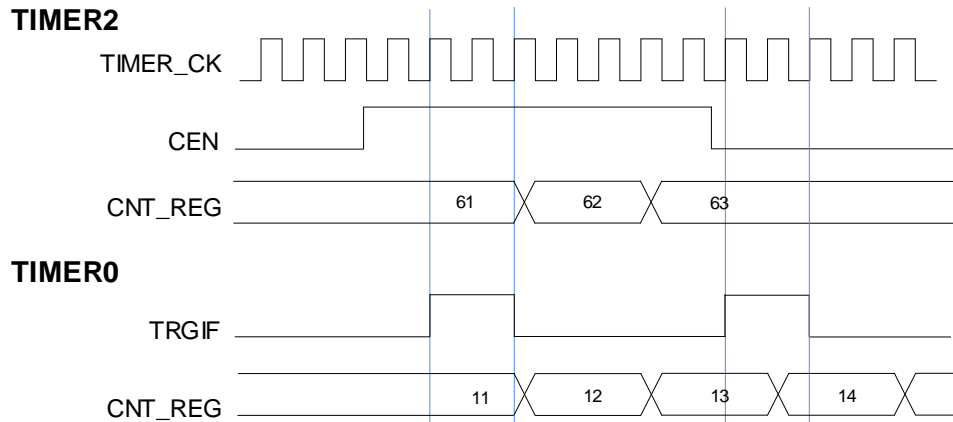 TIMER2
TIMER_CK
CEN
CNT_REG 61 62 63
TIMER0
TRGIF
CNT_REG 11 12 13 14